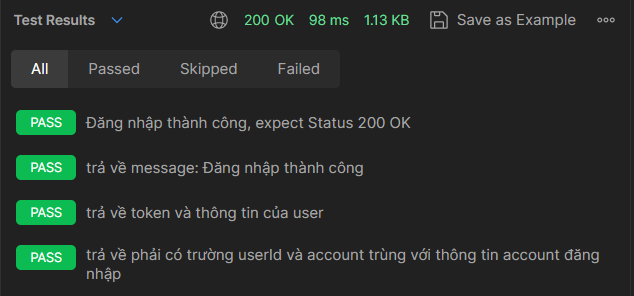 Test Results 200 OK 98 ms 1.13 KB Save as Example
All Passed Skipped Failed
PASS Đăng nhập thành công, expect Status 200 OK
PASS trả về message: Đăng nhập thành công
PASS trả về token và thông tin của user
PASS trả về phải có trường userId và account trùng với thông tin account đăng
nhập